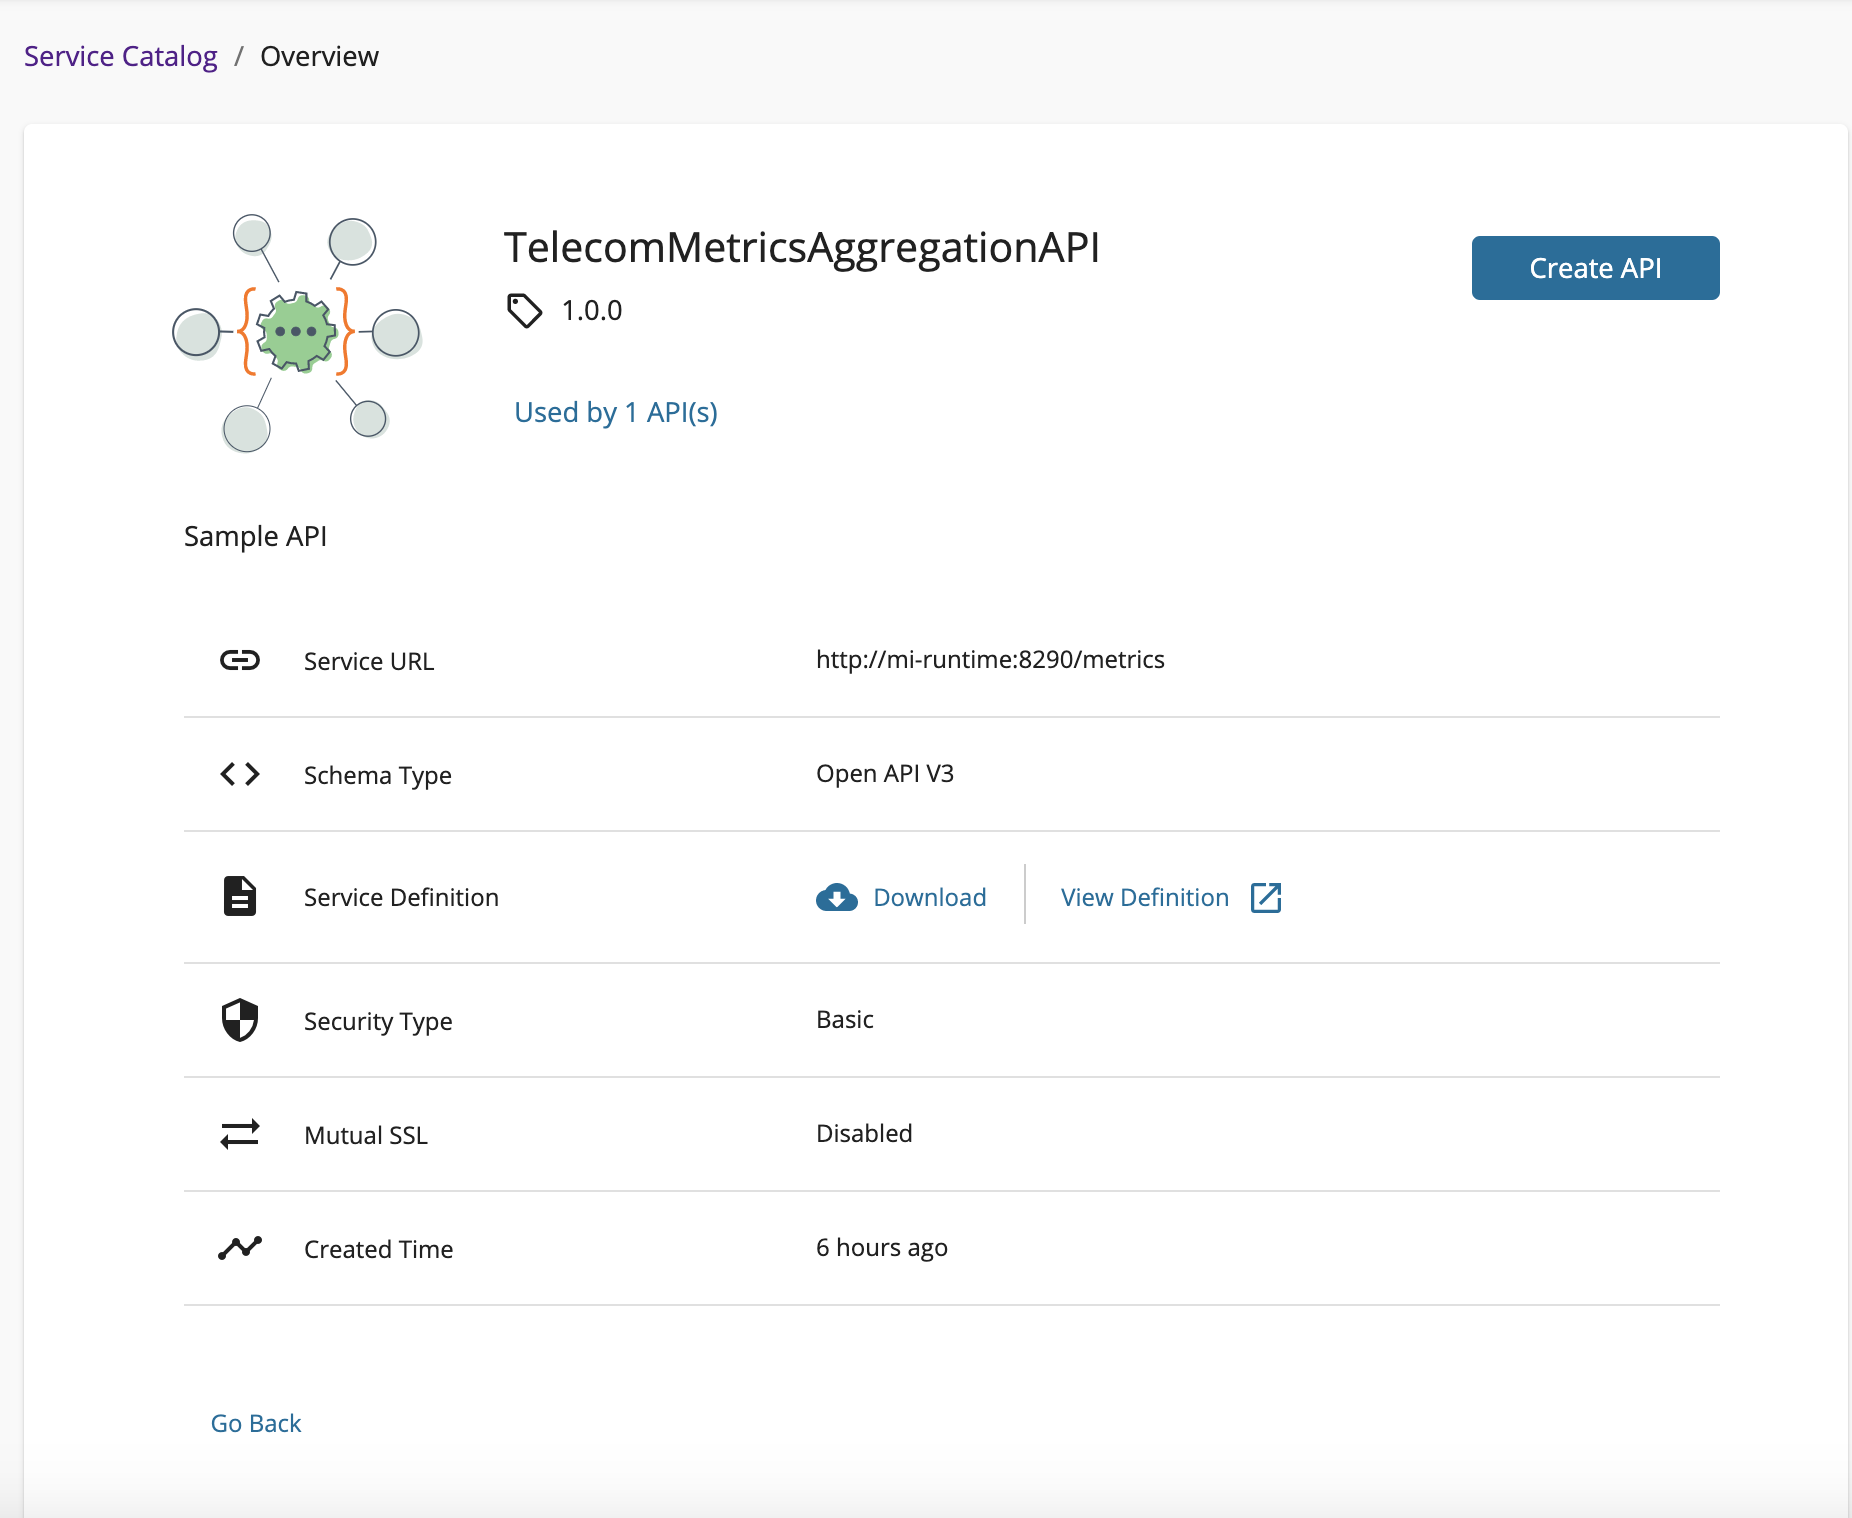 Service Catalog / Overview
TelecomMetricsAggregationAPI
Create API
1.0.0
Used by 1 API(s)
Sample API
Service URL http://mi-runtime:8290/metrics
Schema Type Open API V3
Service Definition Download View Definition
Security Type Basic
Mutual SSL Disabled
Created Time 6 hours ago
Go Back